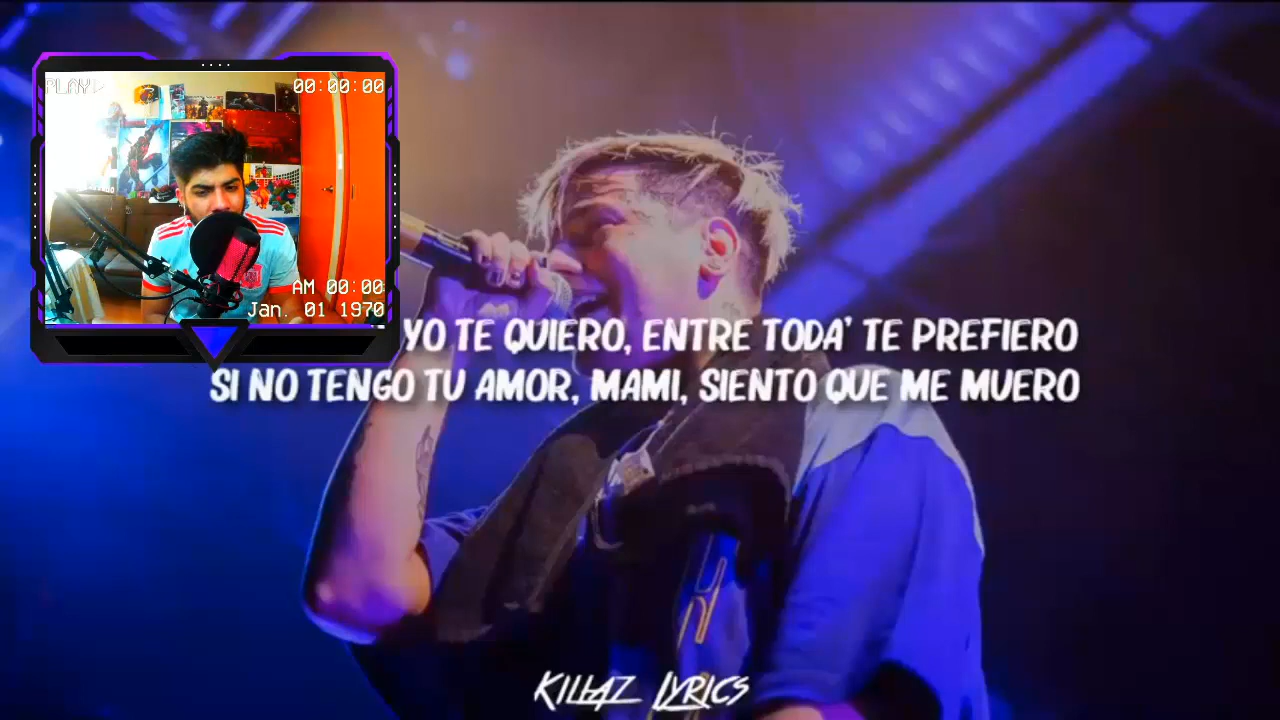 PLAY
00:00:00
AM 00:00
Jan. 01 1970
YO TE QUIERO, ENTRE TODA' TE PREFIERO
SI NO TENGO TU AMOR, MAMI, SIENTO QUE ME MUERO
KILLAZ LYRICS